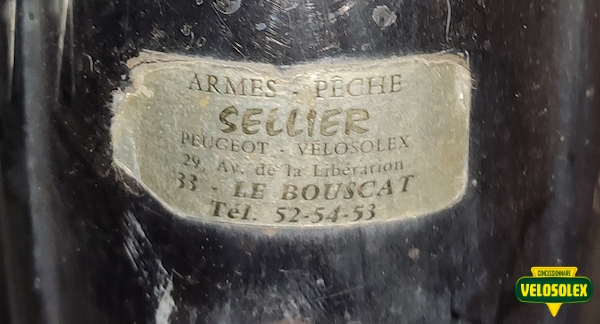 ARMES - PÊCHE
SELLIER
PEUGEOT - VELOSOLEX
29, Av. de la Libération
33 - LE BOUSCAT
Tél. 52-54-53
CONCESSIONNAIRE
VELOSOLEX